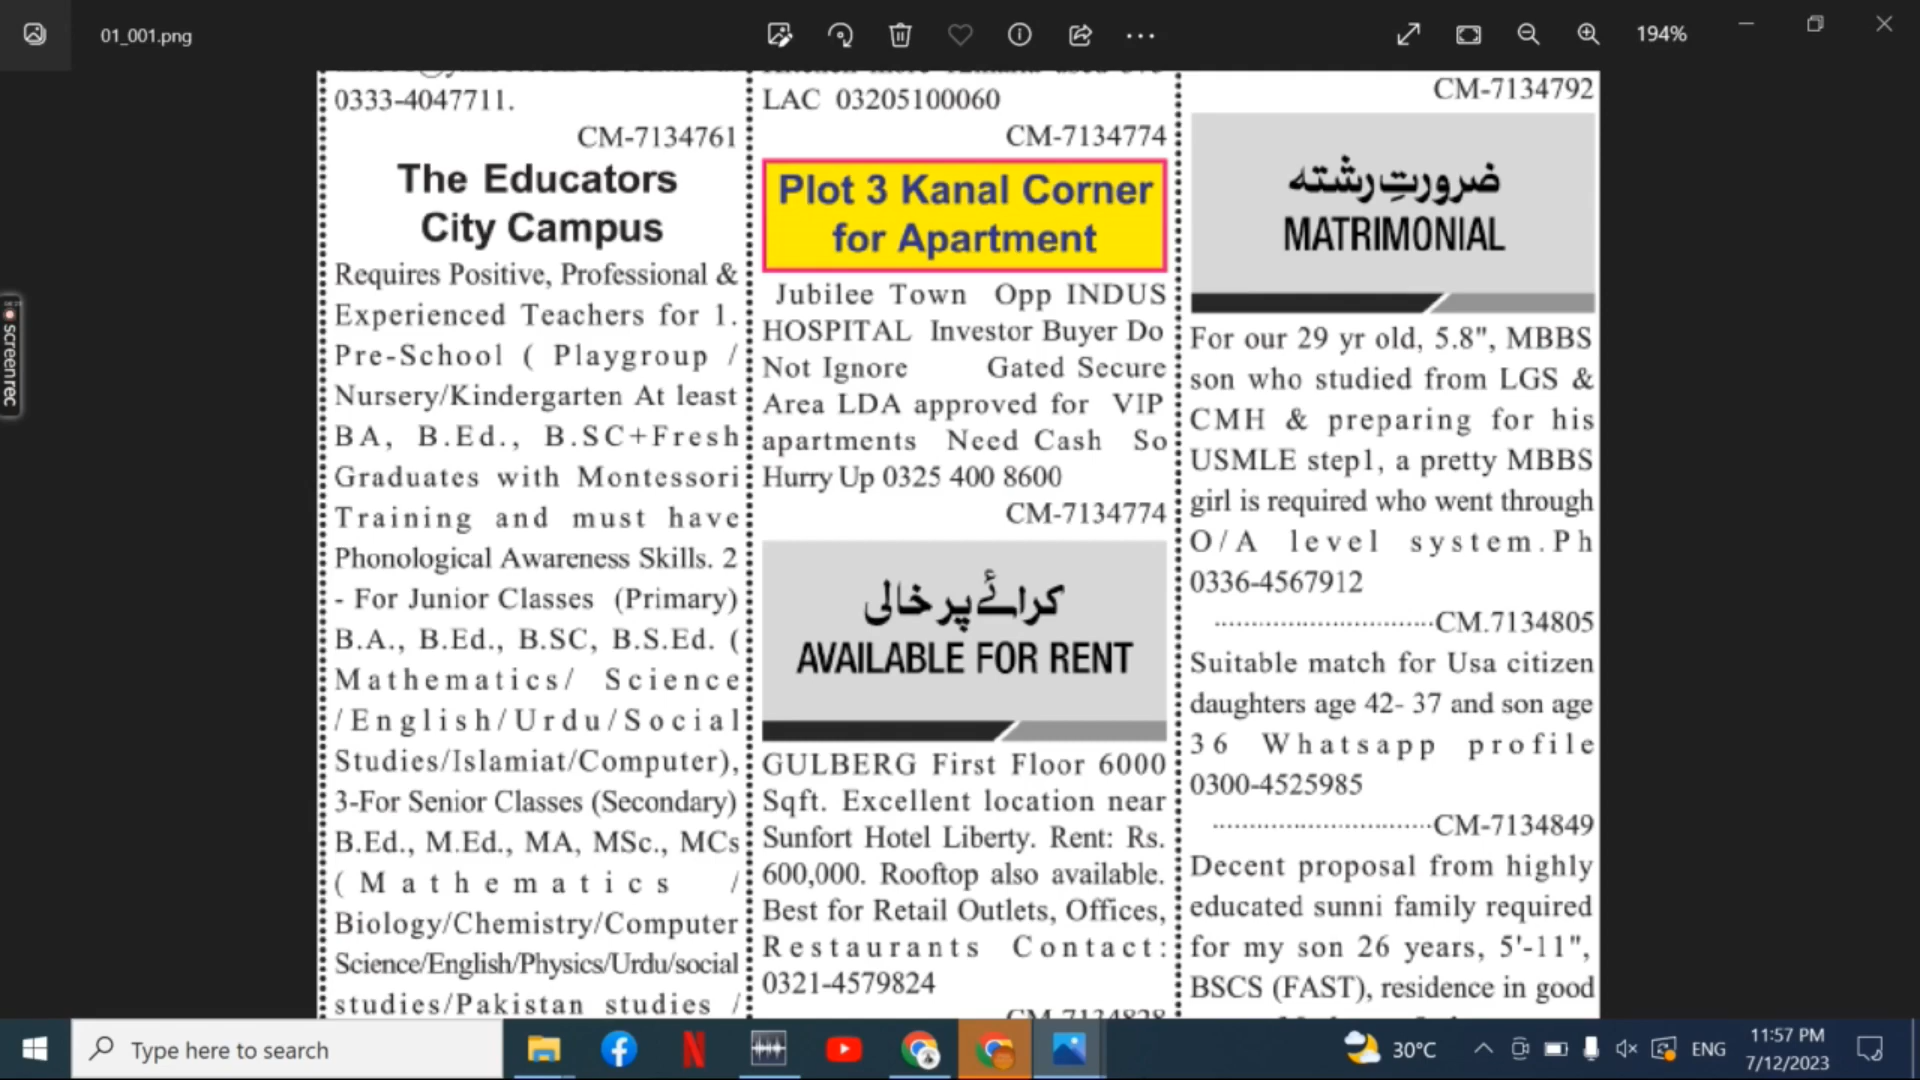 01_001.png
194%
0333-4047711.
CM-7134761
The Educators
City Campus
Requires Positive, Professional &
Experienced Teachers for 1.
Pre-School ( Playgroup /
Nursery/Kindergarten At least
BA, B.Ed., B.SC+Fresh
Graduates with Montessori
Training and must have
Phonological Awareness Skills. 2
- For Junior Classes (Primary)
B.A., B.Ed., B.SC, B.S.Ed. (
Mathematics/ Science
/English/Urdu/Social
Studies/Islamiat/Computer),
3-For Senior Classes (Secondary)
B.Ed., M.Ed., MA, MSc., MCs
(Mathematics /
Biology/Chemistry/Computer
Science/English/Physics/Urdu/social
studies/Pakistan studies /
LAC 03205100060
CM-7134774
Plot 3 Kanal Corner
for Apartment
Jubilee Town Opp INDUS
HOSPITAL Investor Buyer Do
Not Ignore Gated Secure
Area LDA approved for VIP
apartments Need Cash So
Hurry Up 0325 400 8600
CM-7134774
کرائے پر خالی
AVAILABLE FOR RENT
GULBERG First Floor 6000
Sqft. Excellent location near
Sunfort Hotel Liberty. Rent: Rs.
600,000. Rooftop also available.
Best for Retail Outlets, Offices,
Restaurants Contact:
0321-4579824
CM-7134828
CM-7134792
ضرورتِ رشتہ
MATRIMONIAL
For our 29 yr old, 5.8", MBBS
son who studied from LGS &
CMH & preparing for his
USMLE step1, a pretty MBBS
girl is required who went through
O/A level system.Ph
0336-4567912
..............................CM.7134805
Suitable match for Usa citizen
daughters age 42- 37 and son age
36 Whatsapp profile
0300-4525985
..............................CM-7134849
Decent proposal from highly
educated sunni family required
for my son 26 years, 5'-11",
BSCS (FAST), residence in good
screenrec
Type here to search
30°C
ENG
11:57 PM
7/12/2023